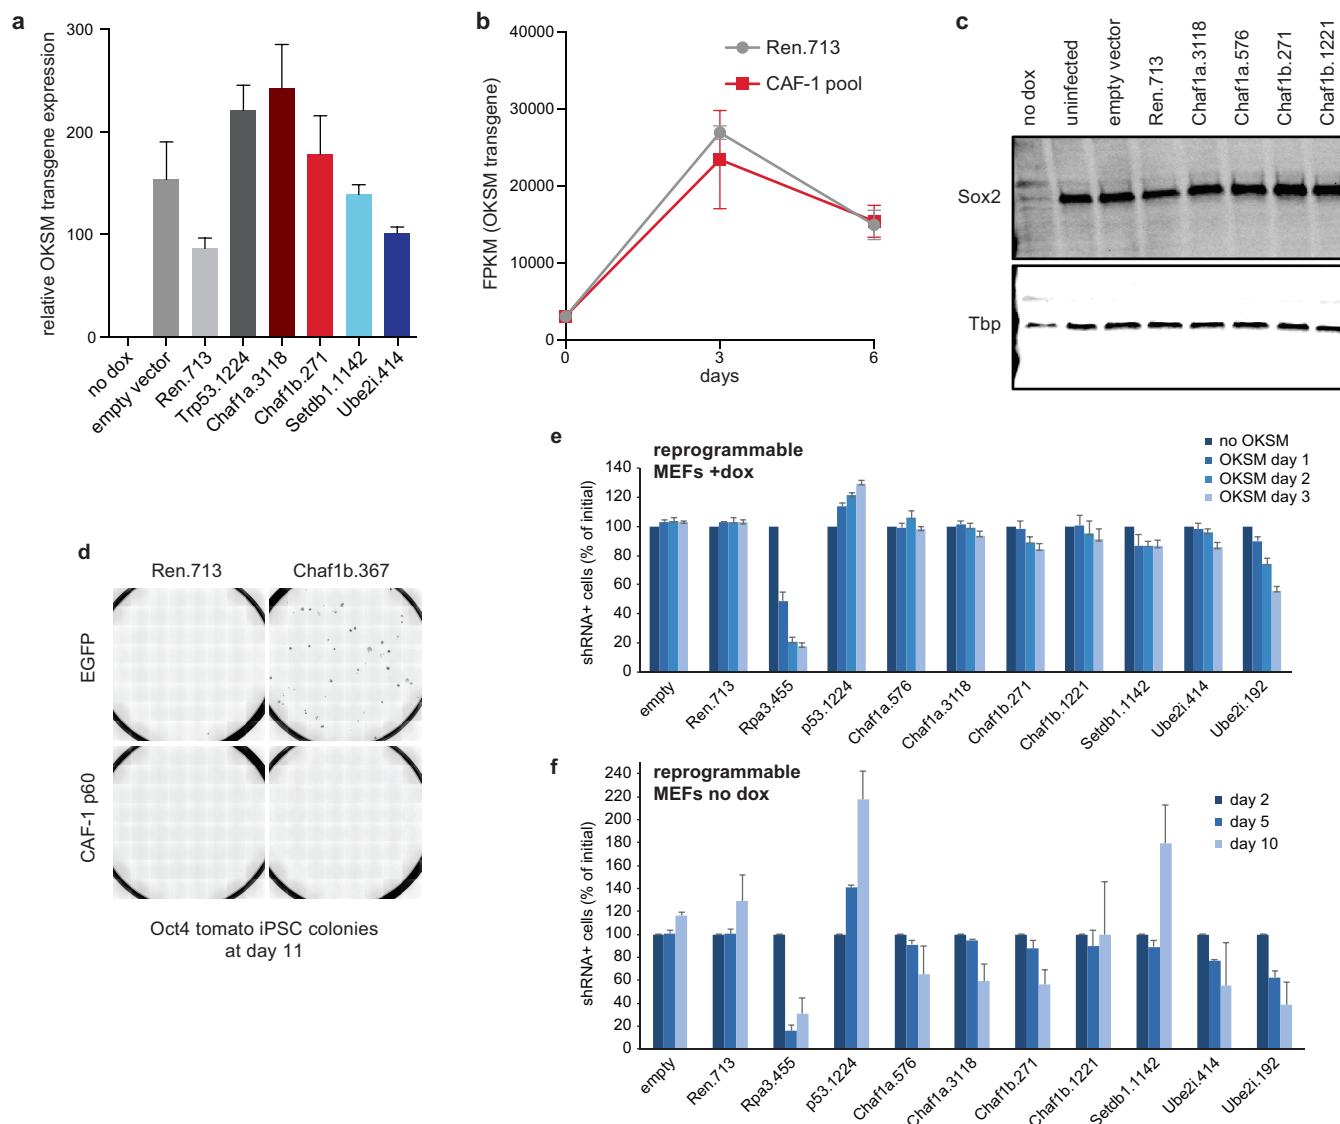 a
relative OKSM transgene expression
300
200
100
0
no dox
empty vector
Ren.713
Trp53.1224
Chaf1a.3118
Chaf1b.271
Setdb1.1142
Ube2i.414
b
FPKM (OKSM transgene)
40000
30000
20000
10000
0
0
3
6
days
Ren.713
CAF-1 pool
c
no dox
uninfected
empty vector
Ren.713
Chaf1a.3118
Chaf1a.576
Chaf1b.271
Chaf1b.1221
Sox2
Tbp
d
Ren.713
Chaf1b.367
EGFP
CAF-1 p60
Oct4 tomato iPSC colonies
at day 11
e
reprogrammable
MEFs +dox
no OKSM
OKSM day 1
OKSM day 2
OKSM day 3
shRNA+ cells (% of initial)
140
120
100
80
60
40
20
0
empty
Ren.713
Rpa3.455
p53.1224
Chaf1a.576
Chaf1a.3118
Chaf1b.271
Chaf1b.1221
Setdb1.1142
Ube2i.414
Ube2i.192
f
reprogrammable
MEFs no dox
day 2
day 5
day 10
shRNA+ cells (% of initial)
240
220
200
180
160
140
120
100
80
60
40
20
0
empty
Ren.713
Rpa3.455
p53.1224
Chaf1a.576
Chaf1a.3118
Chaf1b.271
Chaf1b.1221
Setdb1.1142
Ube2i.414
Ube2i.192